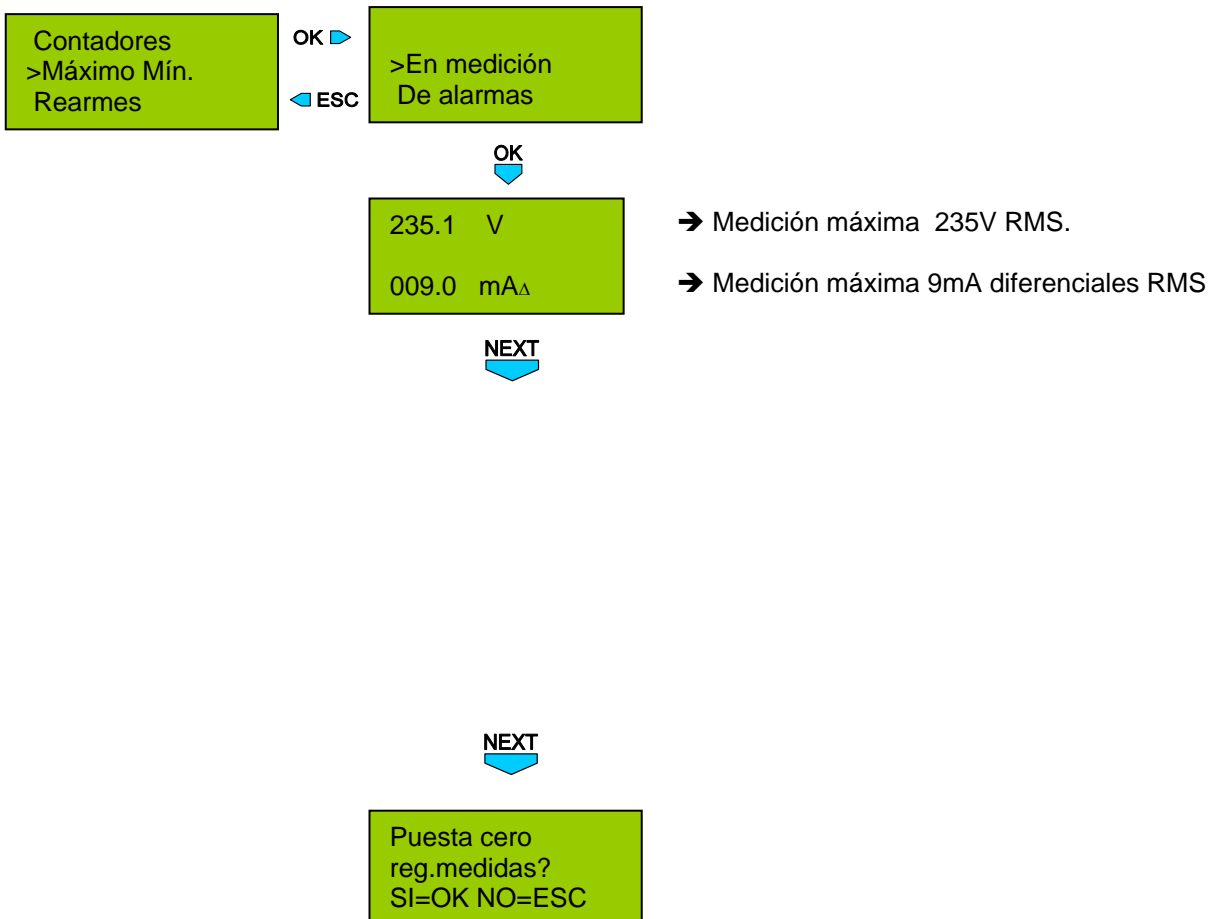 Contadores
>Máximo Mín.
Rearmes
OK
ESC
>En medición
De alarmas
OK
235.1 V
➔ Medición máxima 235V RMS.
009.0 mA∆
➔ Medición máxima 9mA diferenciales RMS
NEXT
NEXT
Puesta cero
reg.medidas?
SI=OK NO=ESC